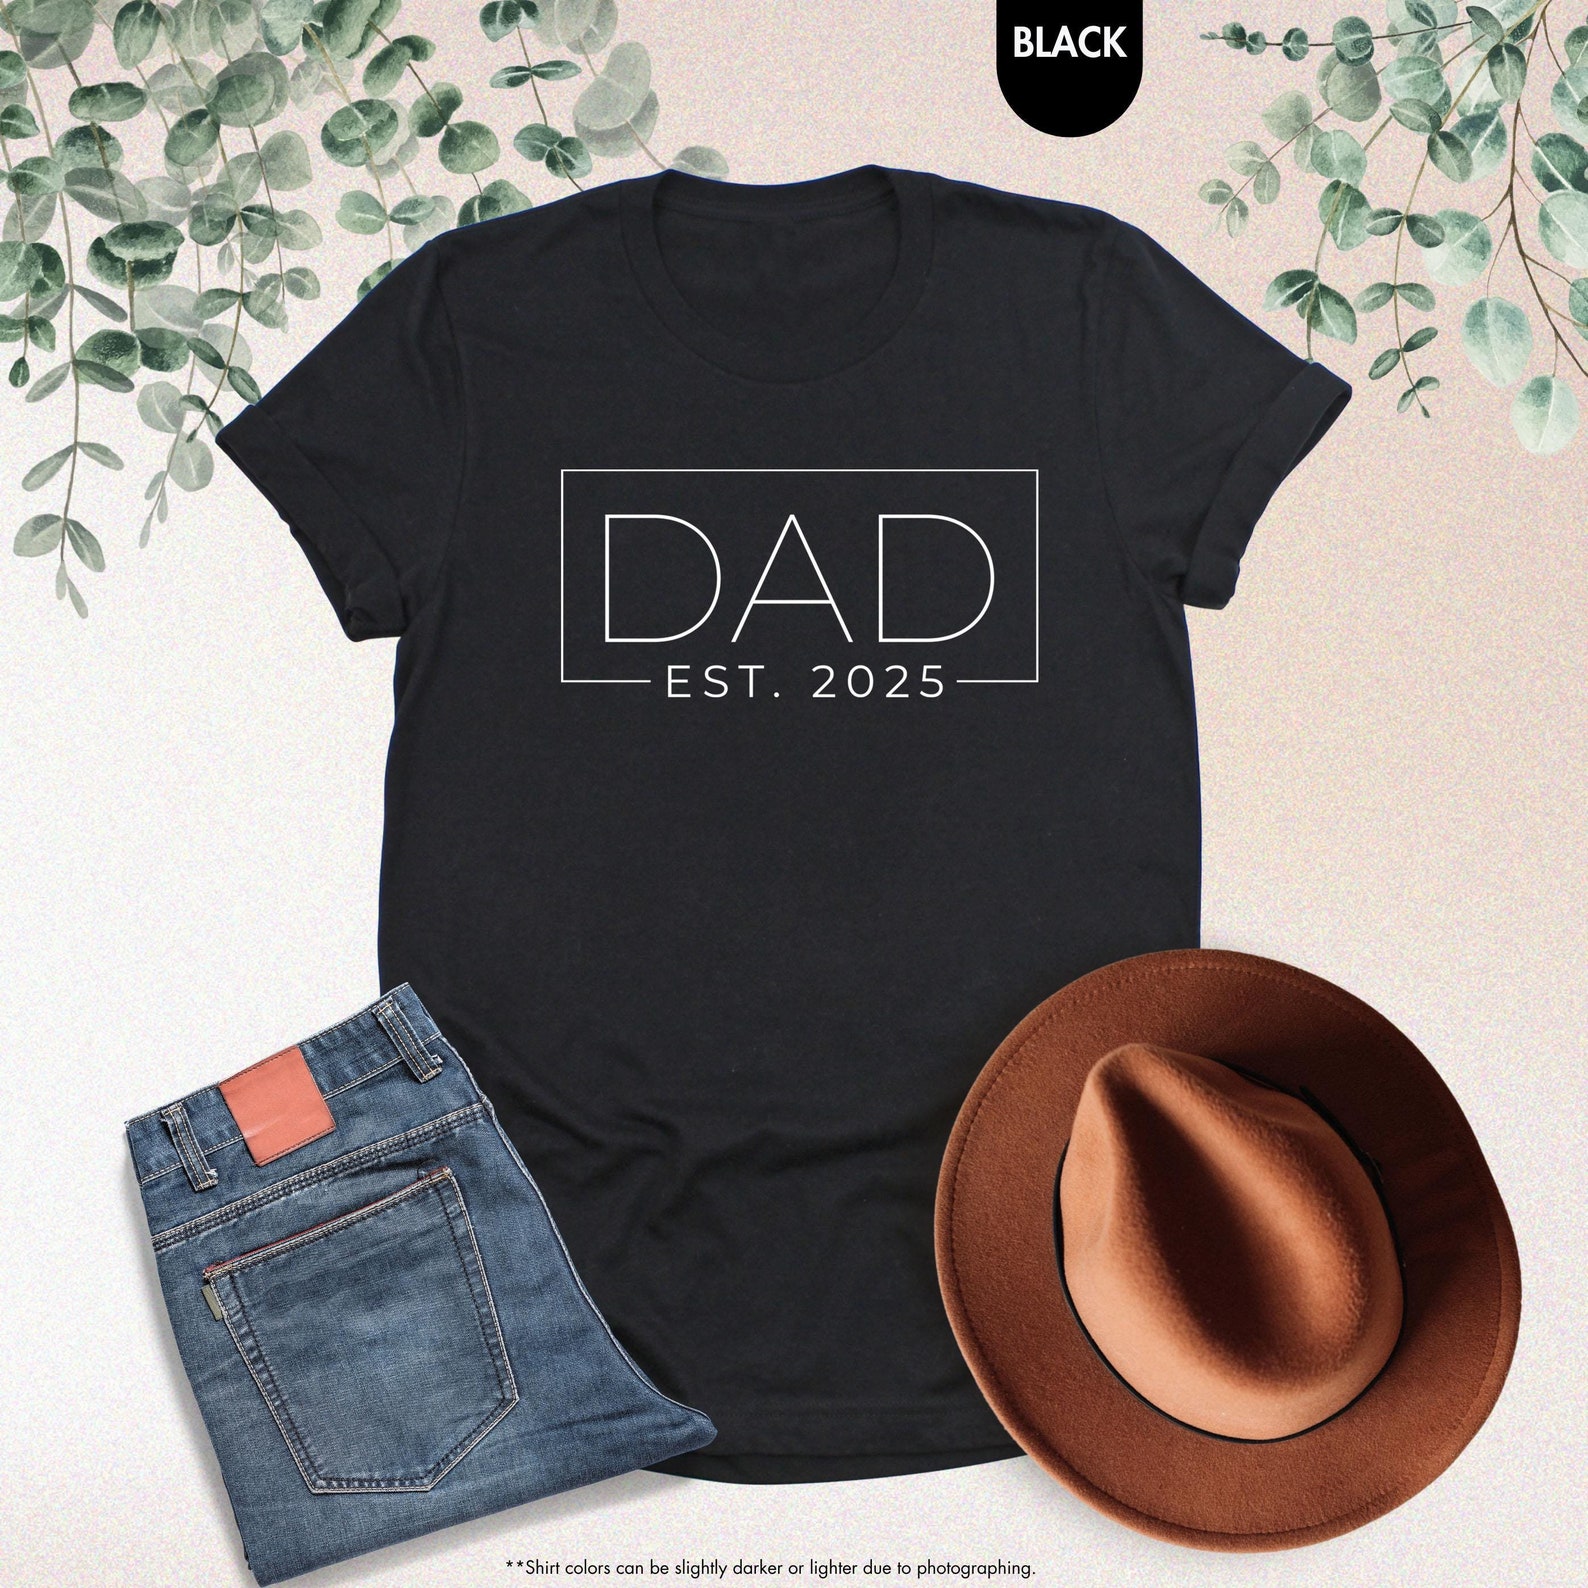 BLACK
DAD
EST. 2025
**Shirt colors can be slightly darker or lighter due to photographing.